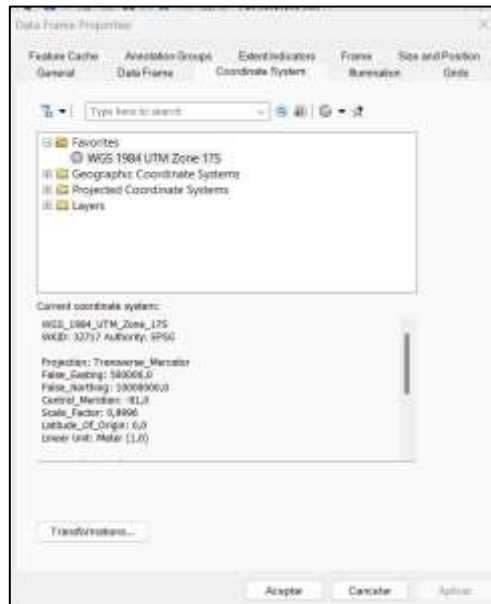 Data Frame Properties
Feature Cache Annotation Groups Extent Indicators Frame Size and Position
General Data Frame Coordinate System Illumination Grids
Type here to search
Favorites
WGS 1984 UTM Zone 17S
Geographic Coordinate Systems
Projected Coordinate Systems
Layers
Current coordinate system:
WGS_1984_UTM_Zone_17S
WKID: 32717 Authority: EPSG
Projection: Transverse_Mercator
False_Easting: 500000,0
False_Northing: 10000000,0
Central_Meridian: -81,0
Scale_Factor: 0,9996
Latitude_Of_Origin: 0,0
Linear Unit: Meter (1,0)
Transformations...
Aceptar Cancelar Aplicar